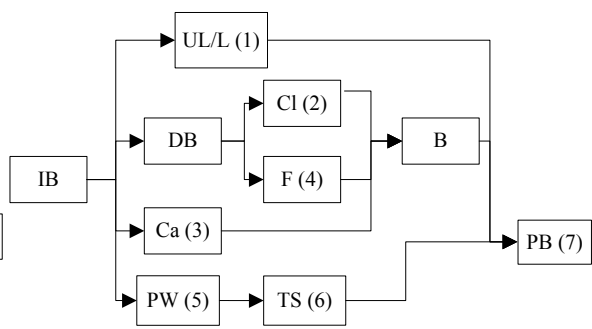 UL/L (1)
Cl (2)
DB
B
F (4)
IB
Ca (3)
PB (7)
PW (5)
TS (6)